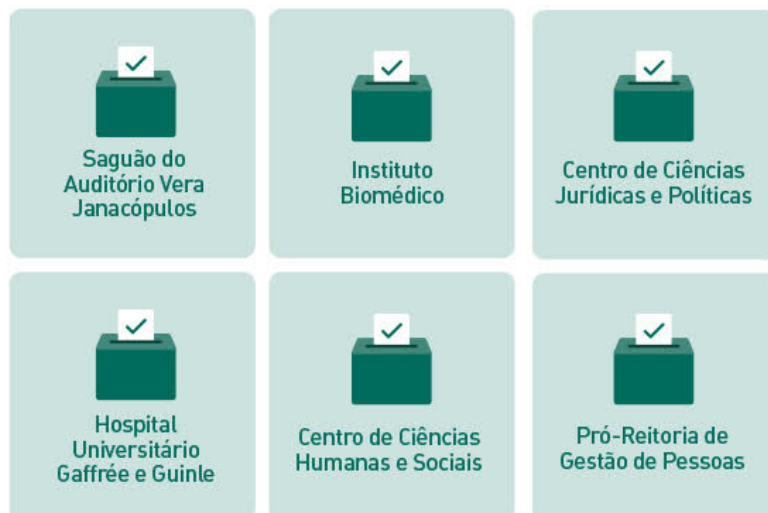 Saguão do
Auditório Vera
Janacópulos
Instituto
Biomédico
Centro de Ciências
Jurídicas e Políticas
Hospital
Universitário
Gaffrée e Guinle
Centro de Ciências
Humanas e Sociais
Pró-Reitoria de
Gestão de Pessoas